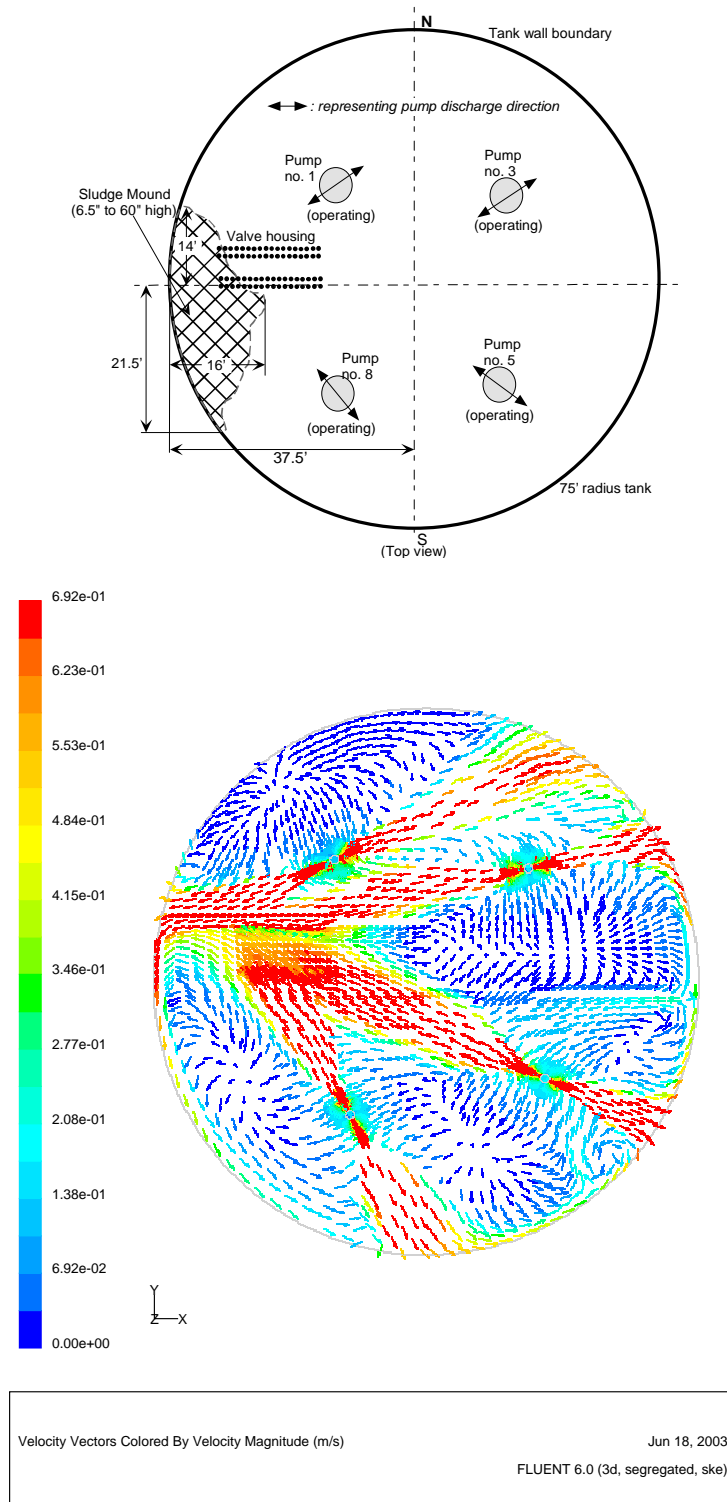 N
Tank wall boundary
: representing pump discharge direction
Pump
no. 1
(operating)
Pump
no. 3
(operating)
Sludge Mound
(6.5" to 60" high)
14'
Valve housing
21.5'
16'
Pump
no. 8
(operating)
Pump
no. 5
(operating)
37.5'
75' radius tank
S
(Top view)
6.92e-01
6.23e-01
5.53e-01
4.84e-01
4.15e-01
3.46e-01
2.77e-01
2.08e-01
1.38e-01
6.92e-02
0.00e+00
Y
Z
X
Velocity Vectors Colored By Velocity Magnitude (m/s)
Jun 18, 2003
FLUENT 6.0 (3d, segregated, ske)